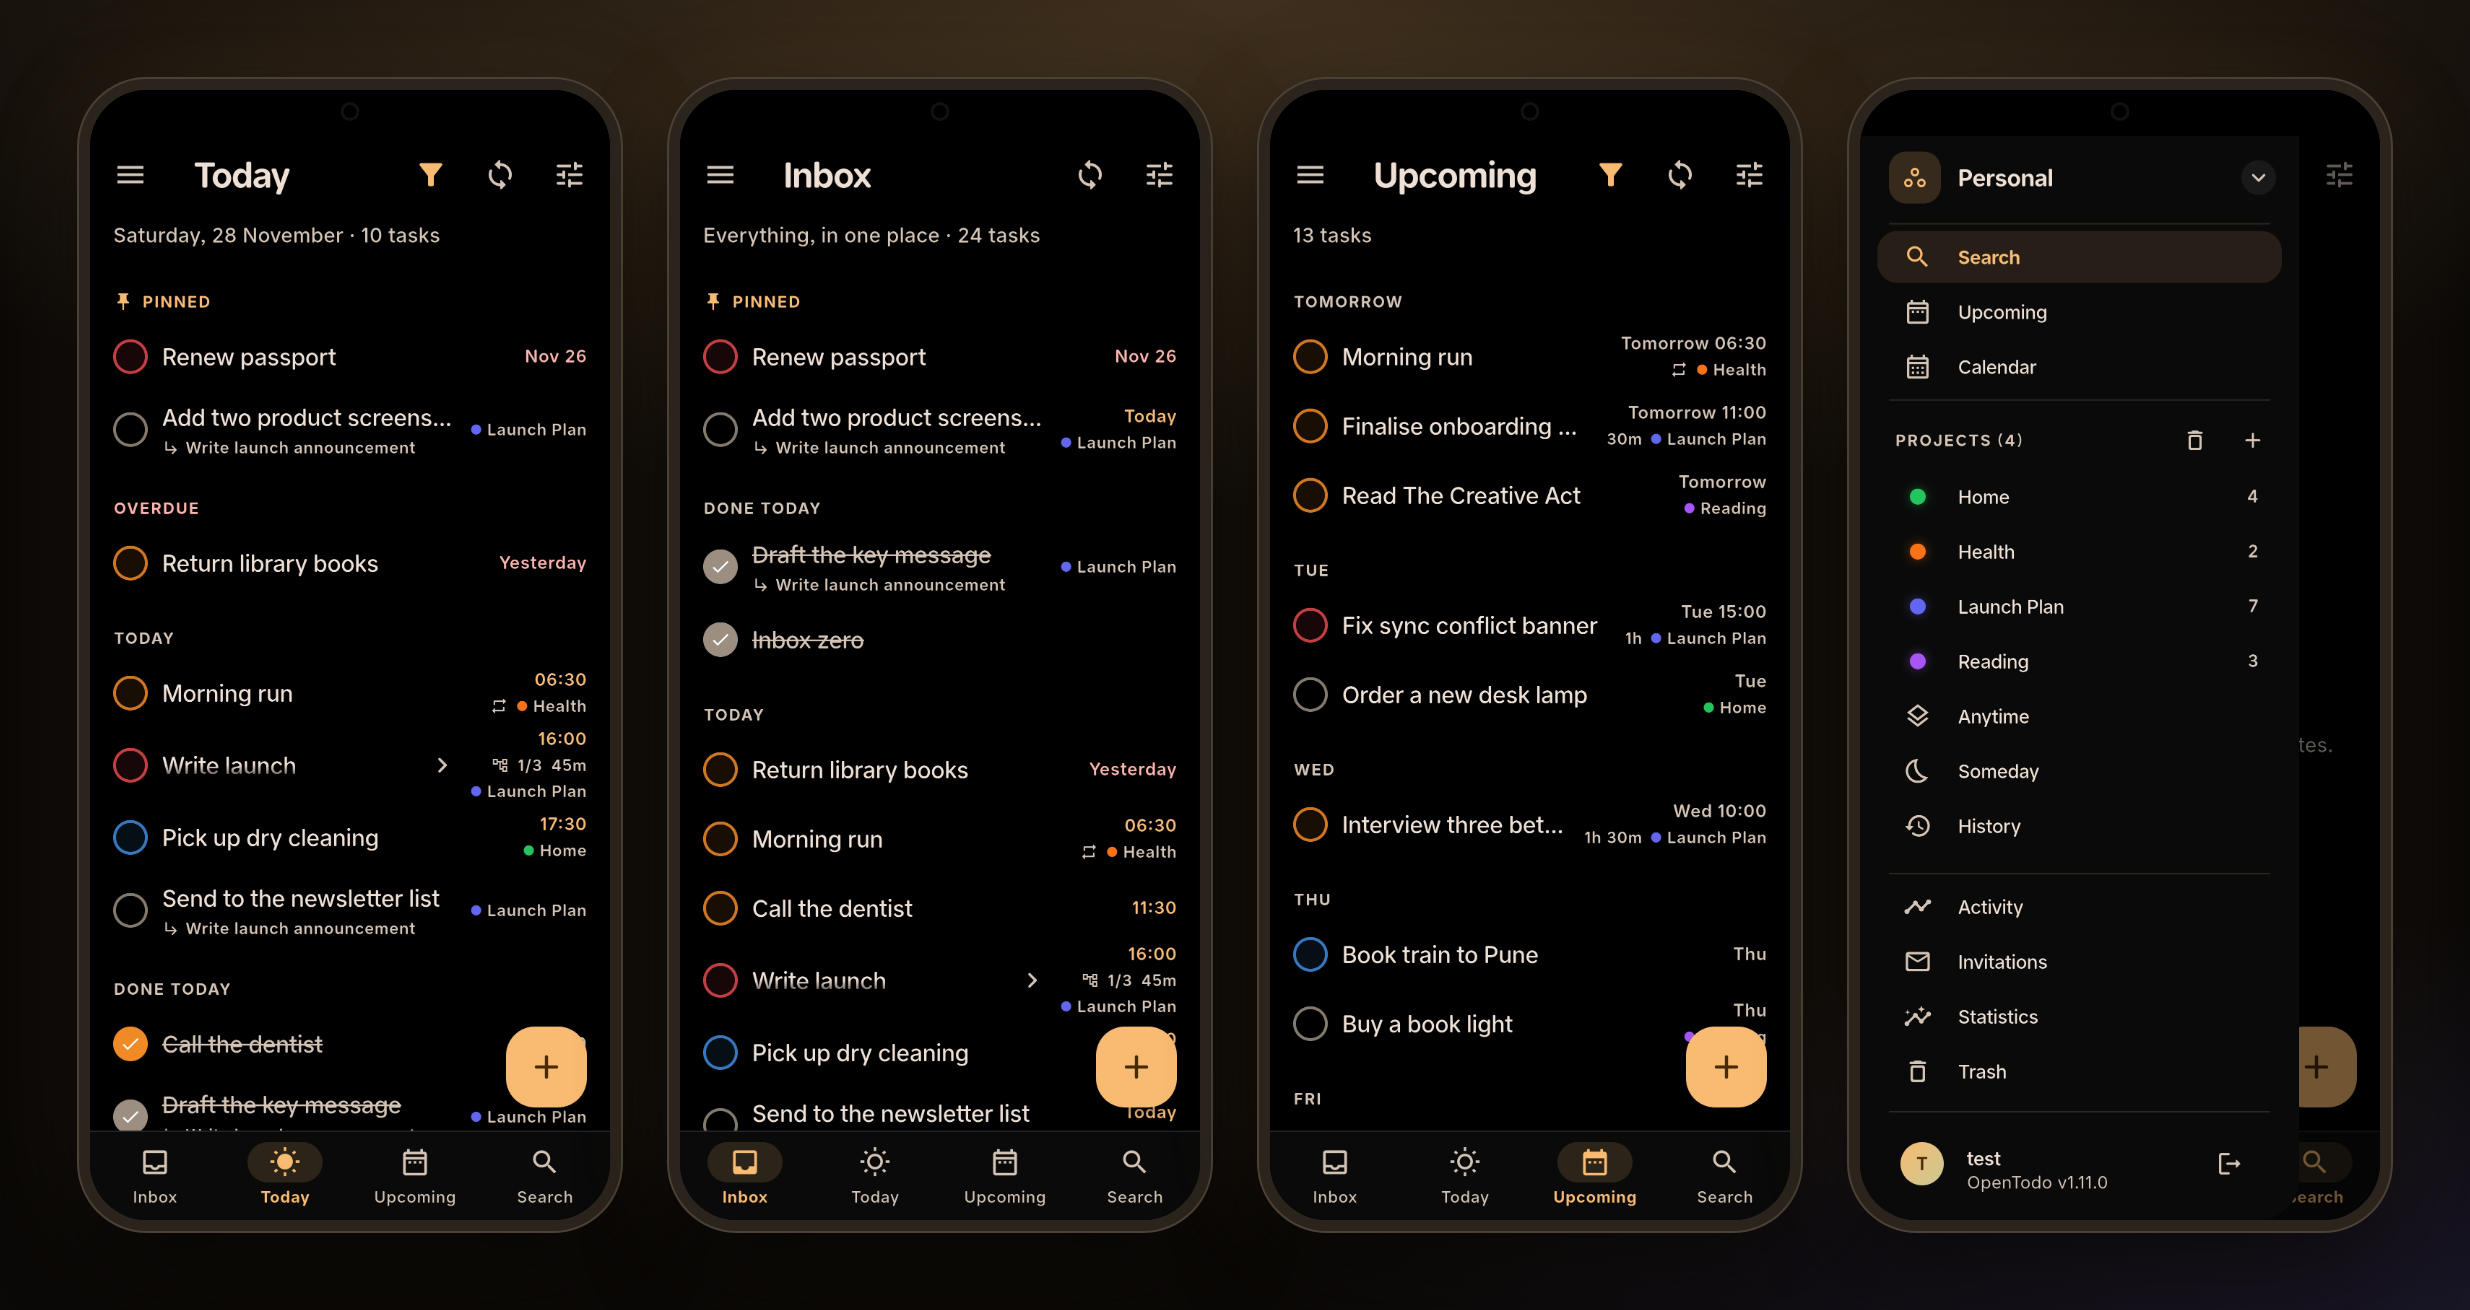 Today
Saturday, 28 November · 10 tasks
PINNED
Renew passport
Nov 26
Add two product screens...
Write launch announcement
Launch Plan
OVERDUE
Return library books
Yesterday
TODAY
Morning run
06:30
Health
Write launch
16:00
1/3 45m
Launch Plan
Pick up dry cleaning
17:30
Home
Send to the newsletter list
Write launch announcement
Launch Plan
DONE TODAY
Call the dentist
Draft the key message
Launch Plan
Inbox
Today
Upcoming
Search
Inbox
Everything, in one place · 24 tasks
PINNED
Renew passport
Nov 26
Add two product screens...
Write launch announcement
Today
Launch Plan
DONE TODAY
Draft the key message
Write launch announcement
Launch Plan
Inbox zero
TODAY
Return library books
Yesterday
Morning run
06:30
Health
Call the dentist
11:30
Write launch
16:00
1/3 45m
Launch Plan
Pick up dry cleaning
Send to the newsletter list
Today
Inbox
Today
Upcoming
Search
Upcoming
13 tasks
TOMORROW
Morning run
Tomorrow 06:30
Health
Finalise onboarding ...
Tomorrow 11:00
30m Launch Plan
Read The Creative Act
Tomorrow
Reading
TUE
Fix sync conflict banner
Tue 15:00
1h Launch Plan
Order a new desk lamp
Tue
Home
WED
Interview three bet...
Wed 10:00
1h 30m Launch Plan
THU
Book train to Pune
Thu
Buy a book light
Thu
FRI
Inbox
Today
Upcoming
Search
Personal
Search
Upcoming
Calendar
PROJECTS (4)
Home 4
Health 2
Launch Plan 7
Reading 3
Anytime
Someday
History
Activity
Invitations
Statistics
Trash
T
test
OpenTodo v1.11.0